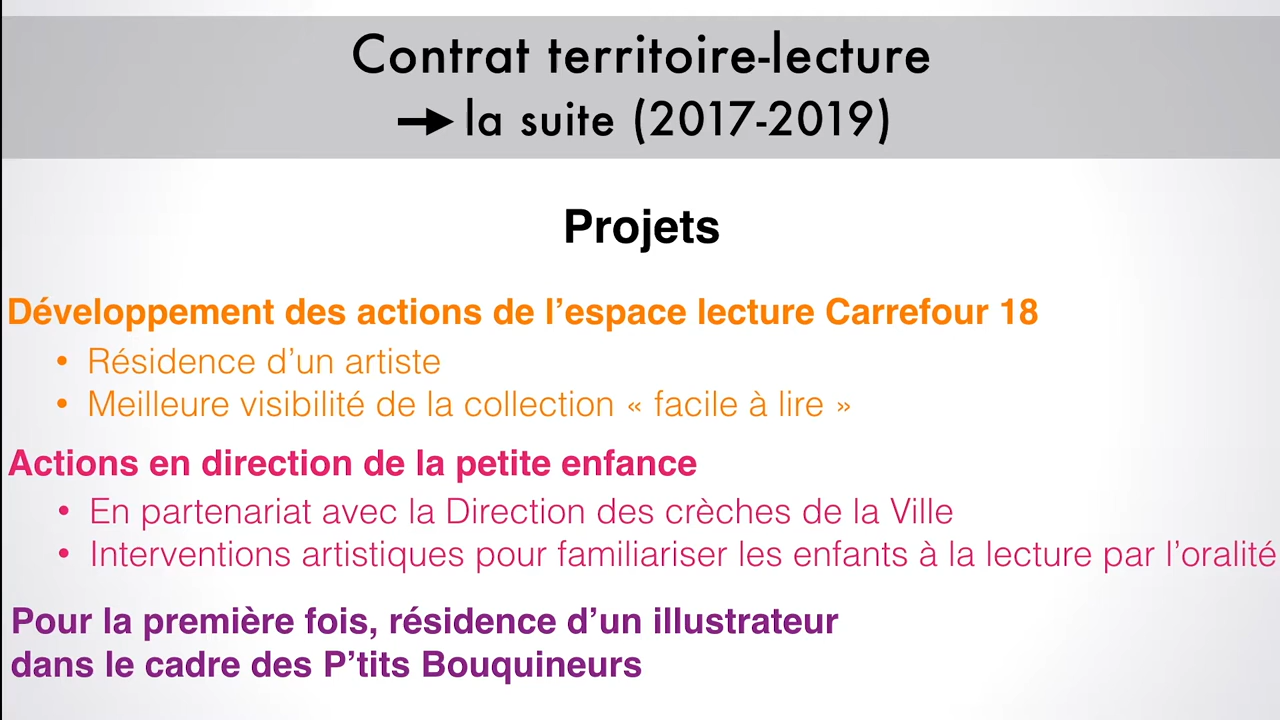 Contrat territoire-lecture
➞ la suite (2017-2019)
Projets
Développement des actions de l’espace lecture Carrefour 18
• Résidence d’un artiste
• Meilleure visibilité de la collection « facile à lire »
Actions en direction de la petite enfance
• En partenariat avec la Direction des crèches de la Ville
• Interventions artistiques pour familiariser les enfants à la lecture par l’oralité
Pour la première fois, résidence d’un illustrateur
dans le cadre des P’tits Bouquineurs